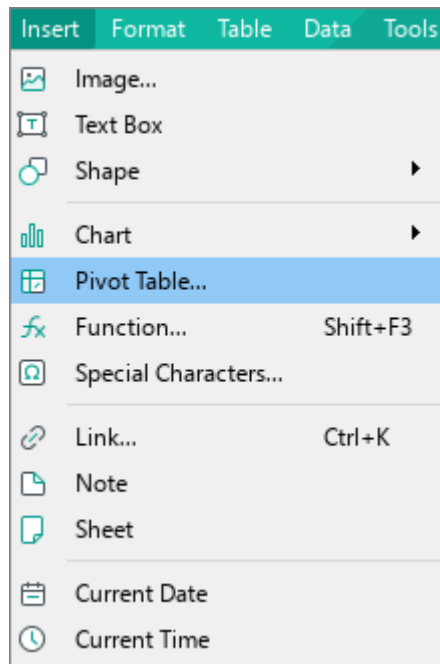 Insert Format Table Data Tools
Image...
Text Box
Shape
Chart
Pivot Table...
Function... Shift+F3
Special Characters...
Link... Ctrl+K
Note
Sheet
Current Date
Current Time